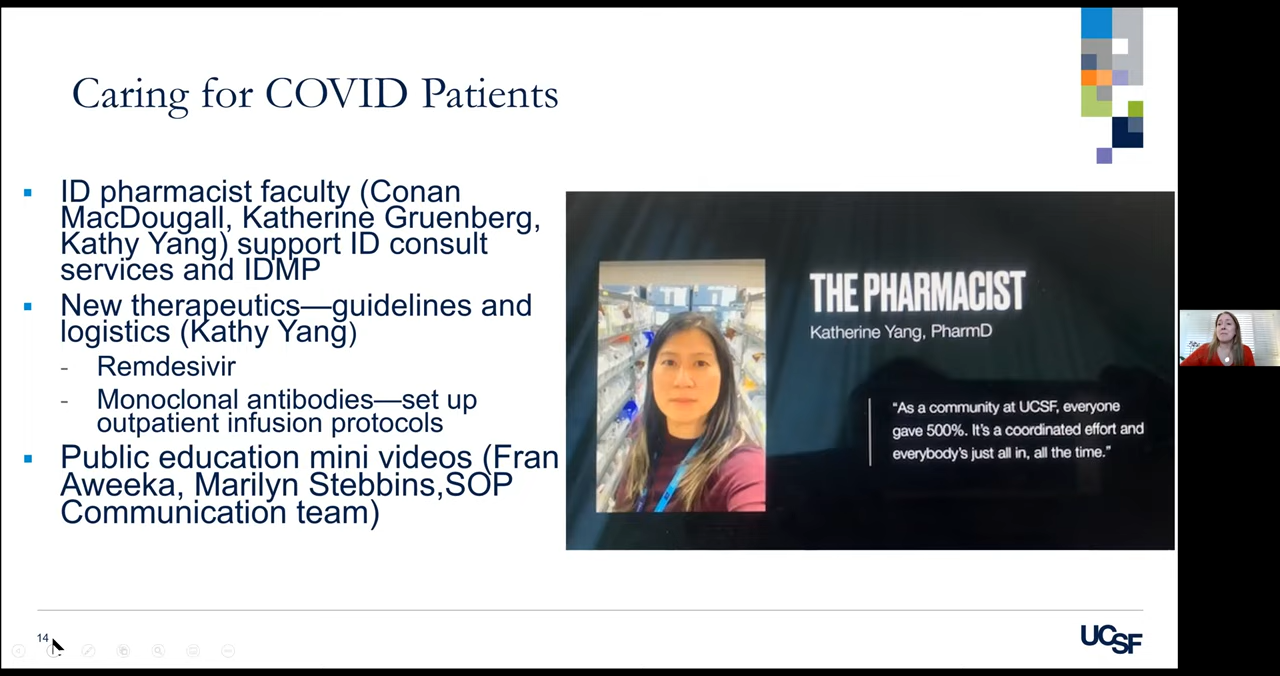 Caring for COVID Patients
ID pharmacist faculty (Conan
MacDougall, Katherine Gruenberg,
Kathy Yang) support ID consult
services and IDMP
New therapeutics—guidelines and
logistics (Kathy Yang)
- Remdesivir
- Monoclonal antibodies—set up
outpatient infusion protocols
Public education mini videos (Fran
Aweeka, Marilyn Stebbins,SOP
Communication team)
THE PHARMACIST
Katherine Yang, PharmD
“As a community at UCSF, everyone
gave 500%. It’s a coordinated effort and
everybody’s just all in, all the time.”
14
UCSF